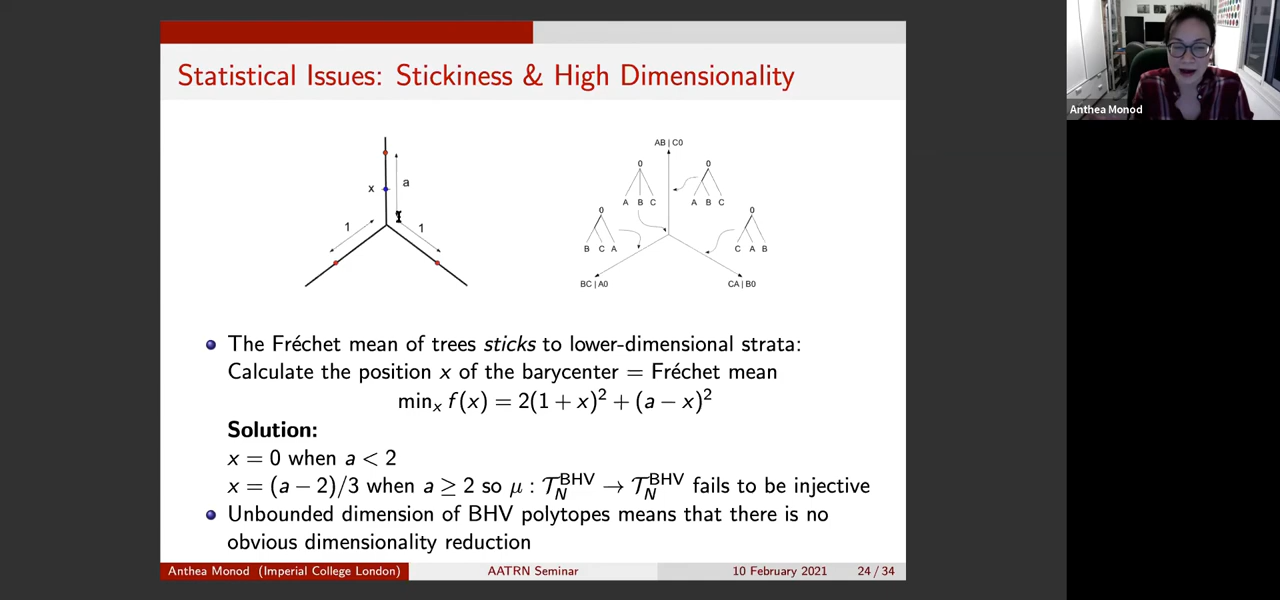 Statistical Issues: Stickiness & High Dimensionality
x
a
1
1
AB|C0
0
0
A B C
A B C
0
0
B C A
C A B
BC|A0
CA|B0
The Fréchet mean of trees sticks to lower-dimensional strata:
Calculate the position x of the barycenter = Fréchet mean
minₓ f(x) = 2(1 + x)² + (a − x)²
Solution:
x = 0 when a < 2
x = (a − 2)/3 when a ≥ 2 so μ : 𝒯_N^BHV → 𝒯_N^BHV fails to be injective
Unbounded dimension of BHV polytopes means that there is no
obvious dimensionality reduction
Anthea Monod (Imperial College London)
AATRN Seminar
10 February 2021
24 / 34
Anthea Monod